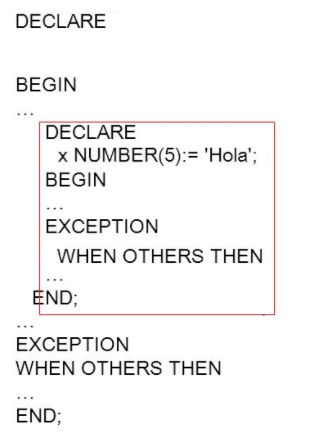 DECLARE
BEGIN
...
DECLARE
x NUMBER(5):= 'Hola';
BEGIN
...
EXCEPTION
WHEN OTHERS THEN
...
END;
...
EXCEPTION
WHEN OTHERS THEN
...
END;